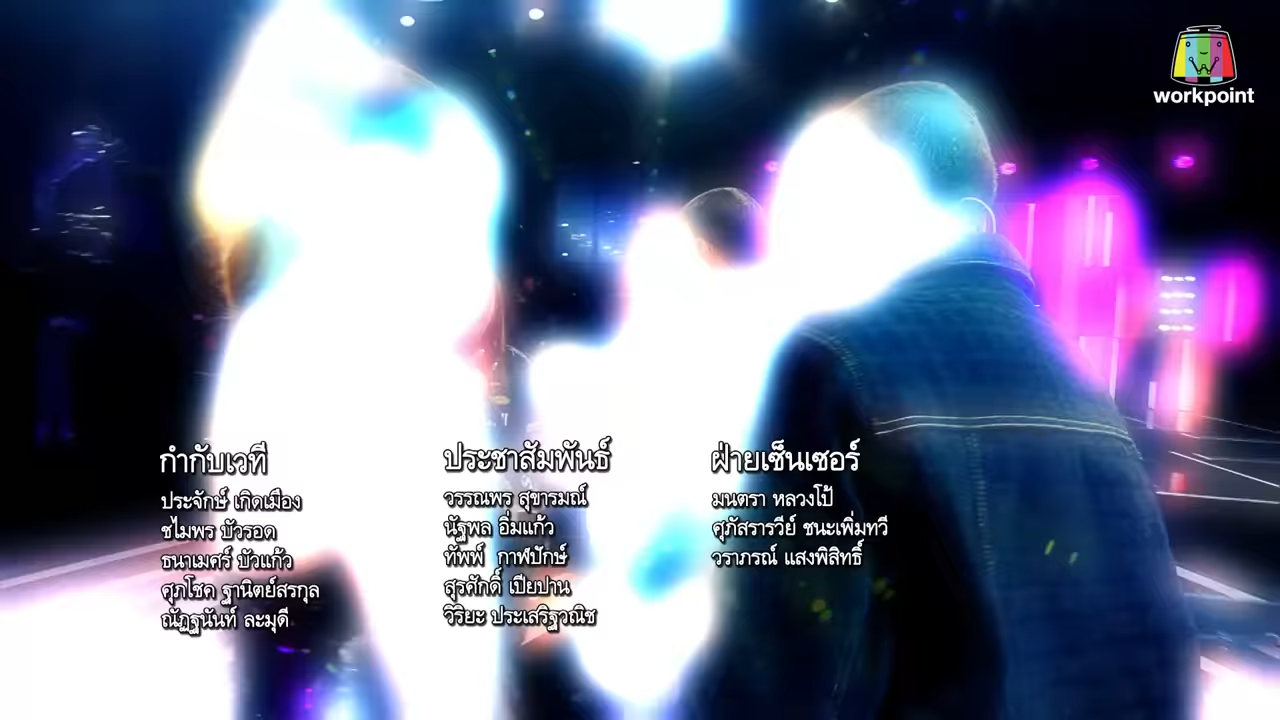 workpoint
กำกับเวที
ประจักษ์ เกิดเมือง
ชไมพร บัวรอด
ธนาเมศร์ บัวแก้ว
ศุภโชค ฐานิตย์สรกุล
ณัฏฐนันท์ ละมุดี
ประชาสัมพันธ์
วรรณพร สุขารมณ์
นัฐพล อิ่มแก้ว
ทัพพ์ กาฬปักษ์
สุรศักดิ์ เปียปาน
วิริยะ ประเสริฐวณิช
ฝ่ายเซ็นเซอร์
มนตรา หลวงโป้
ศุภัสรารวีย์ ชนะเพิ่มทวี
วราภรณ์ แสงพิสิทธิ์